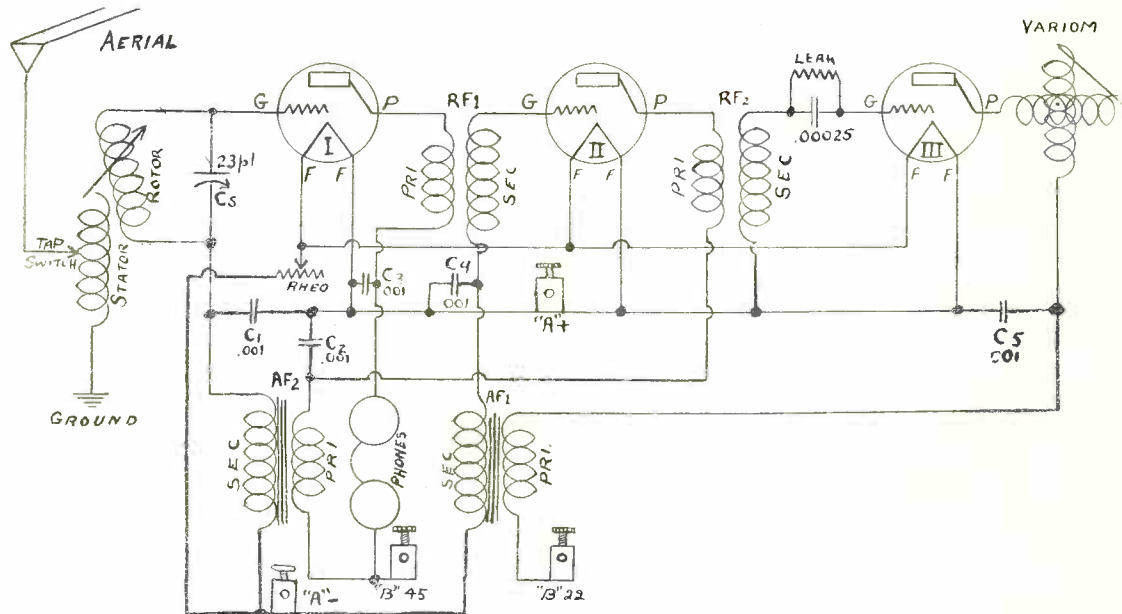 AERIAL
VARIOM
LEAK
G
P
RF1
G
P
RF2
.00025
G
P
I
II
III
F F
F F
F F
ROTOR
23pl
C5
PRI
SEC
PRI
SEC
TAP
SWITCH
STATOR
RHEO
C3
.001
C4
.001
"A"+
C1
.001
C2
.001
C5
.001
GROUND
AF2
AF1
SEC
PRI
PHONES
SEC
PRI.
"A"-
"B" 45
"B" 22